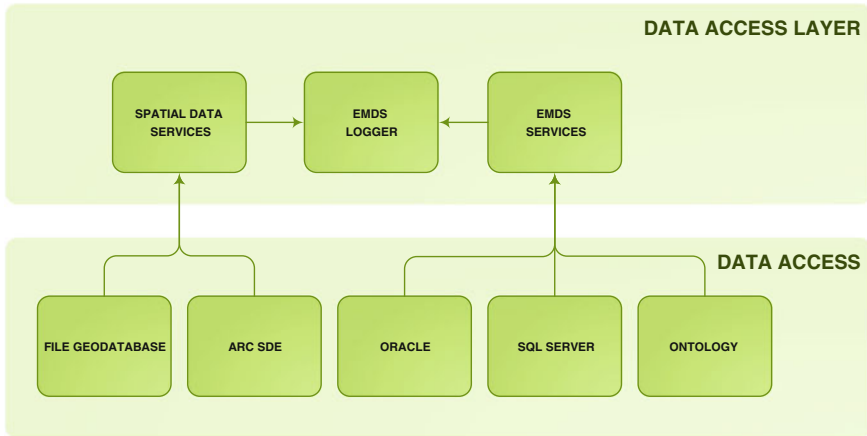 DATA ACCESS LAYER
SPATIAL DATA
SERVICES
EMDS
LOGGER
EMDS
SERVICES
DATA ACCESS
FILE GEODATABASE
ARC SDE
ORACLE
SQL SERVER
ONTOLOGY